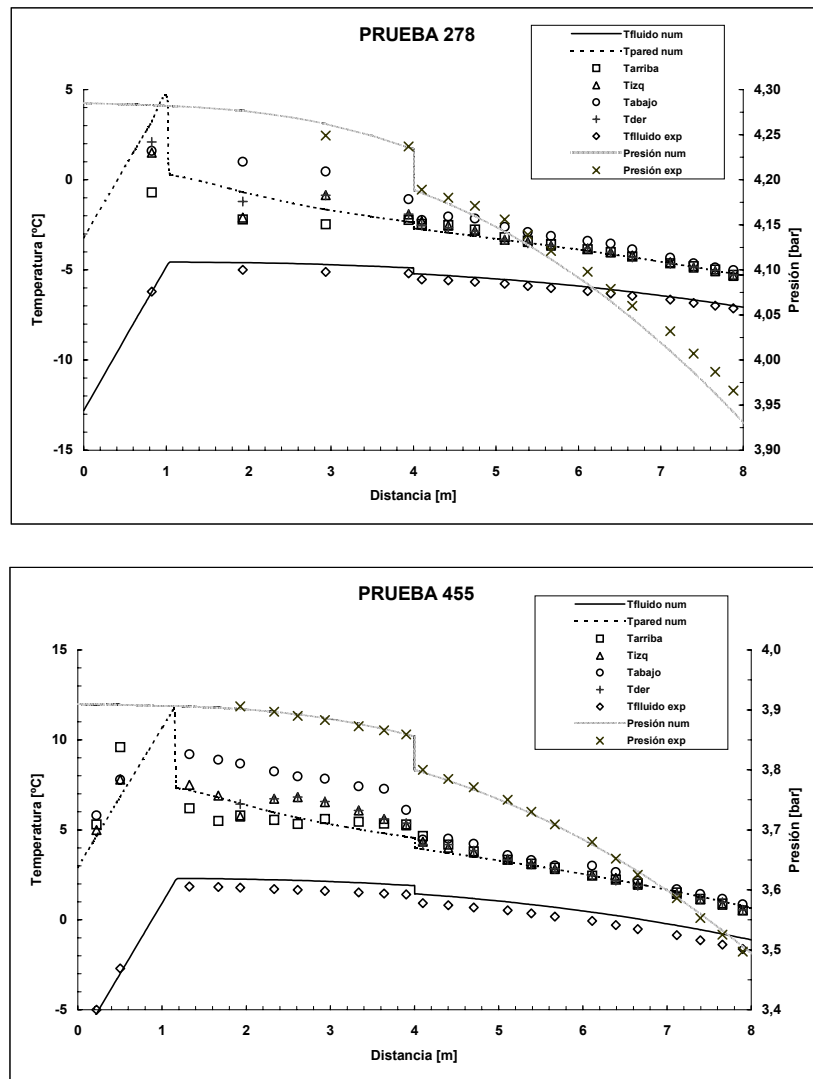 PRUEBA 278
Tfluido num
Tpared num
Tarriba
Tizq
Tabajo
Tder
Tflluido exp
Presión num
Presión exp
Temperatura [ºC]
5
0
-5
-10
-15
0 1 2 3 4 5 6 7 8
Distancia [m]
4,30
4,25
4,20
4,15
4,10
4,05
4,00
3,95
3,90
Presión [bar]
PRUEBA 455
Tfluido num
Tpared num
Tarriba
Tizq
Tabajo
Tder
Tflluido exp
Presión num
Presión exp
Temperatura [ºC]
15
10
5
0
-5
0 1 2 3 4 5 6 7 8
Distancia [m]
4,0
3,9
3,8
3,7
3,6
3,5
3,4
Presión [bar]